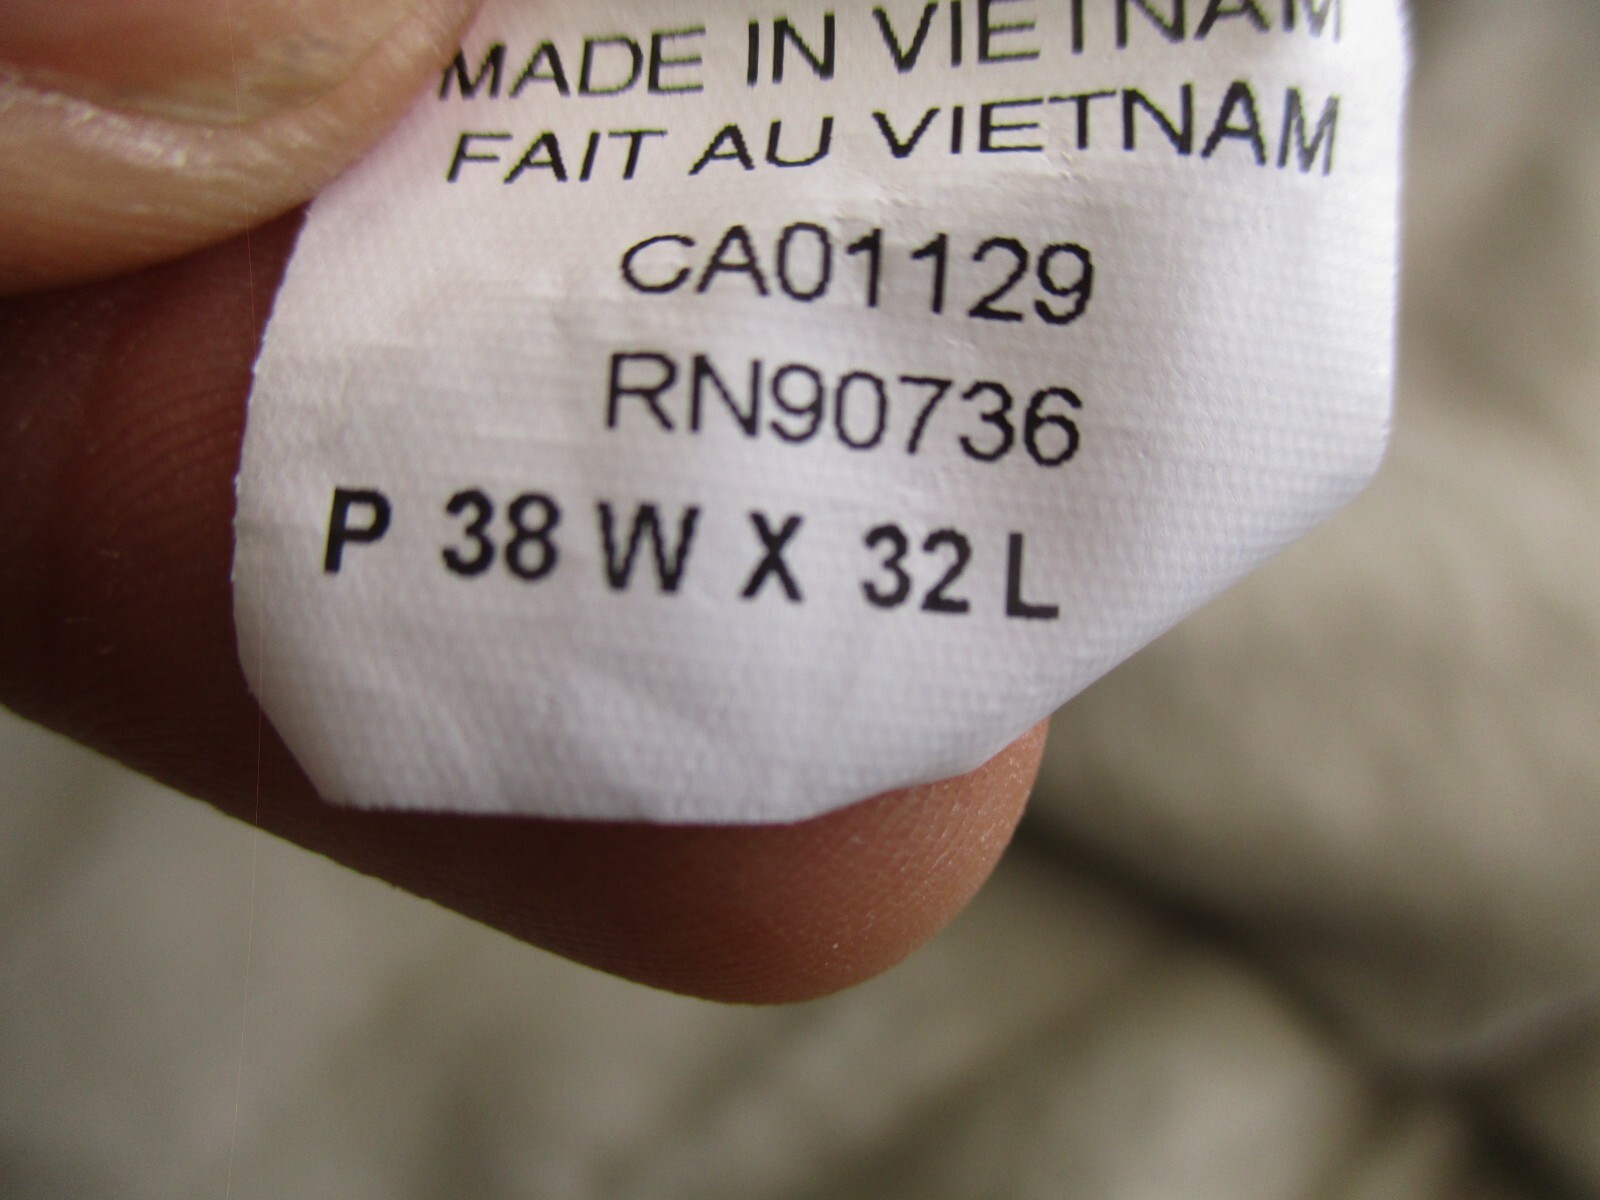 MADE IN VIETNAM
FAIT AU VIETNAM
CA01129
RN90736
P 38 W X 32 L